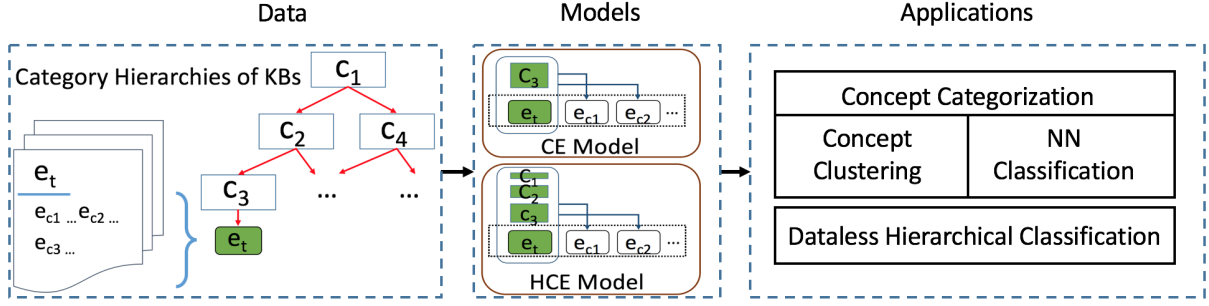 Data
Models
Applications
Category Hierarchies of KBs
C1
C2
C4
C3
...
...
et
et
ec1 ... ec2 ...
ec3 ...
C3
et
ec1
ec2
...
CE Model
C1
C2
c3
et
ec1
ec2
...
HCE Model
Concept Categorization
Concept
Clustering
NN
Classification
Dataless Hierarchical Classification